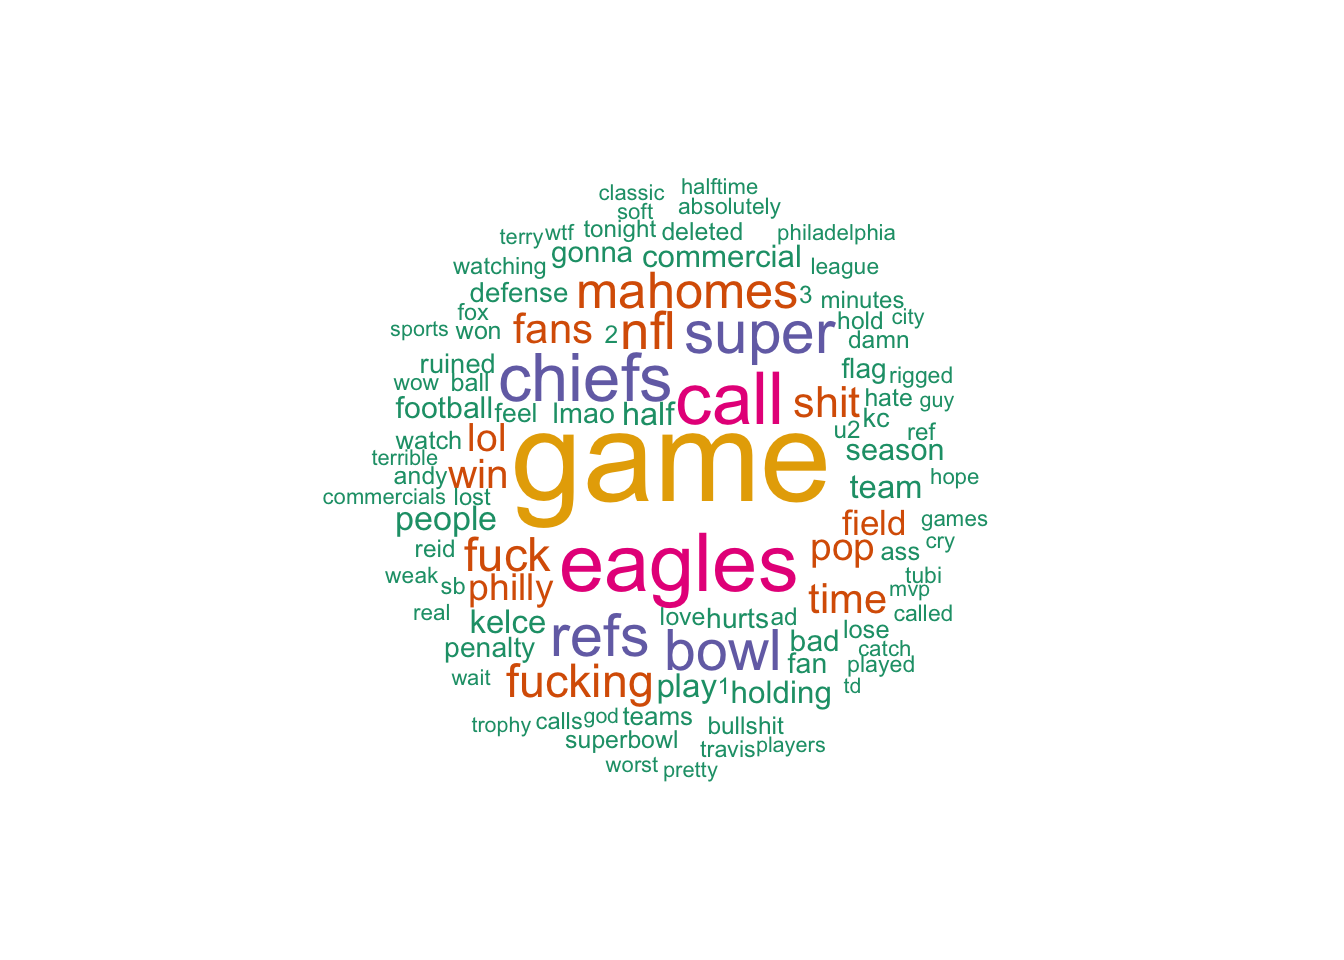 classic halftime
soft absolutely
terry wtf tonight deleted philadelphia
watching gonna commercial league
defense mahomes 3 minutes
fox hold city
sports won fans 2 nfl super damn
ruined chiefs flag rigged
wow ball call shit hate guy
football feel lmao half u2 kc ref
watch lol game season
terrible
andy win team hope
commercials lost
people field games
reid fuck eagles pop ass cry
weak sb philly time tubi mvp
real kelce love hurts ad called
penalty refs bowl bad lose catch
wait fucking play 1 holding fan played td
trophy calls god teams bullshit
superbowl travis players
worst pretty